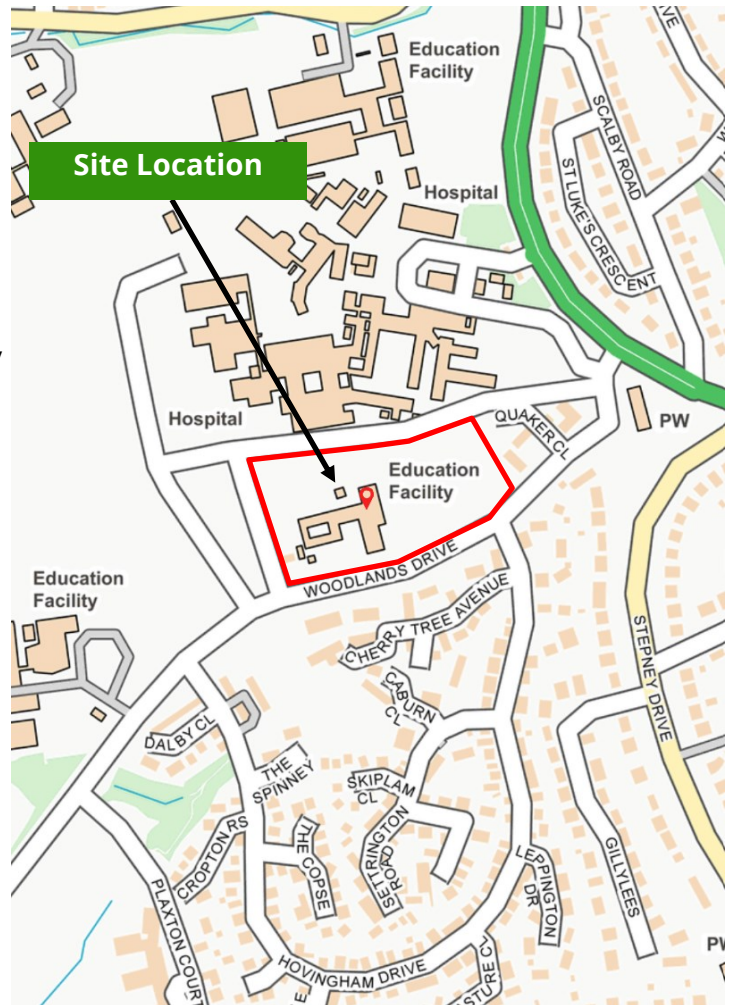 Education
Facility
Site Location
SCALBY ROAD
ST LUKE'S CRESCENT
Hospital
Hospital
QUAKER CL
PW
Education
Facility
WOODLANDS DRIVE
Education
Facility
CHERRY TREE AVENUE
STEPNEY DRIVE
CABURN
CL
DALBY CL
THE
SPINNEY
SKIPLAM
CL
CROPTON RS
THE COPSE
SETTRINGTON
ROAD
LEPPINGTON
DR
GILLYLEES
PLAXTON COURT
HOVINGHAM DRIVE
STURE CL